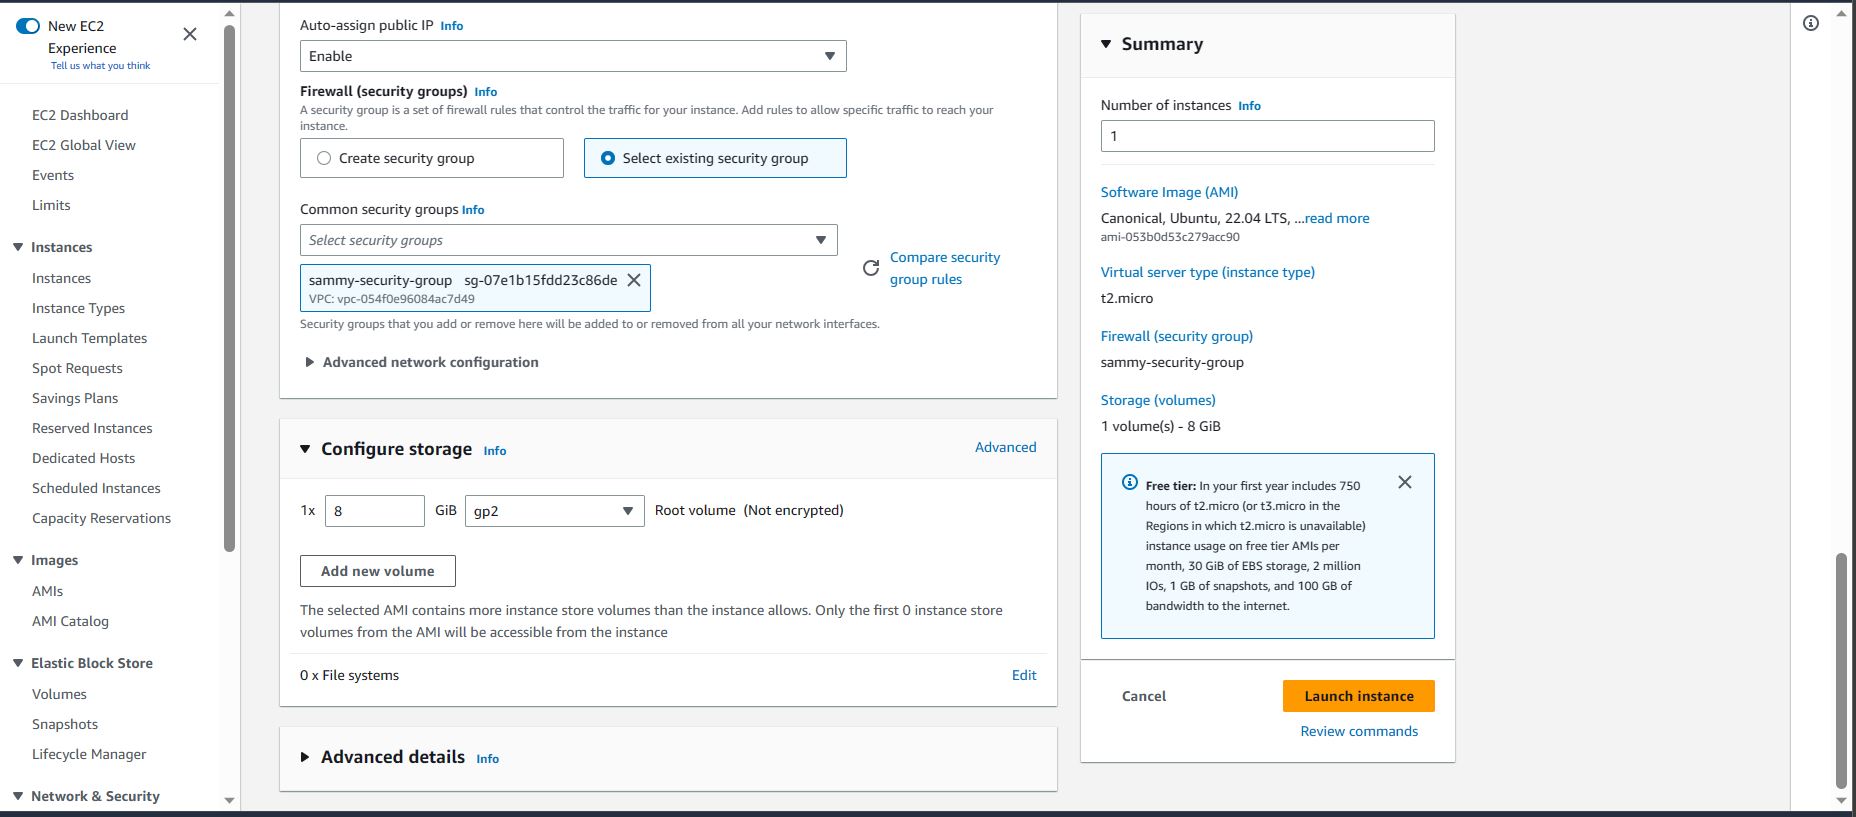 New EC2
Experience
Tell us what you think
EC2 Dashboard
EC2 Global View
Events
Limits
Instances
Instances
Instance Types
Launch Templates
Spot Requests
Savings Plans
Reserved Instances
Dedicated Hosts
Scheduled Instances
Capacity Reservations
Images
AMIs
AMI Catalog
Elastic Block Store
Volumes
Snapshots
Lifecycle Manager
Network & Security
Auto-assign public IP Info
Enable
Firewall (security groups) Info
A security group is a set of firewall rules that control the traffic for your instance. Add rules to allow specific traffic to reach your
instance.
Create security group
Select existing security group
Common security groups Info
Select security groups
sammy-security-group sg-07e1b15fdd23c86de
VPC: vpc-054f0e96084ac7d49
Compare security
group rules
Security groups that you add or remove here will be added to or removed from all your network interfaces.
Advanced network configuration
Configure storage Info
Advanced
1x 8 GiB gp2 Root volume (Not encrypted)
Add new volume
The selected AMI contains more instance store volumes than the instance allows. Only the first 0 instance store
volumes from the AMI will be accessible from the instance
0 x File systems
Edit
Advanced details Info
Summary
Number of instances Info
1
Software Image (AMI)
Canonical, Ubuntu, 22.04 LTS, ...read more
ami-053b0d53c279acc90
Virtual server type (instance type)
t2.micro
Firewall (security group)
sammy-security-group
Storage (volumes)
1 volume(s) - 8 GiB
Free tier: In your first year includes 750
hours of t2.micro (or t3.micro in the
Regions in which t2.micro is unavailable)
instance usage on free tier AMIs per
month, 30 GiB of EBS storage, 2 million
IOs, 1 GB of snapshots, and 100 GB of
bandwidth to the internet.
Cancel
Launch instance
Review commands